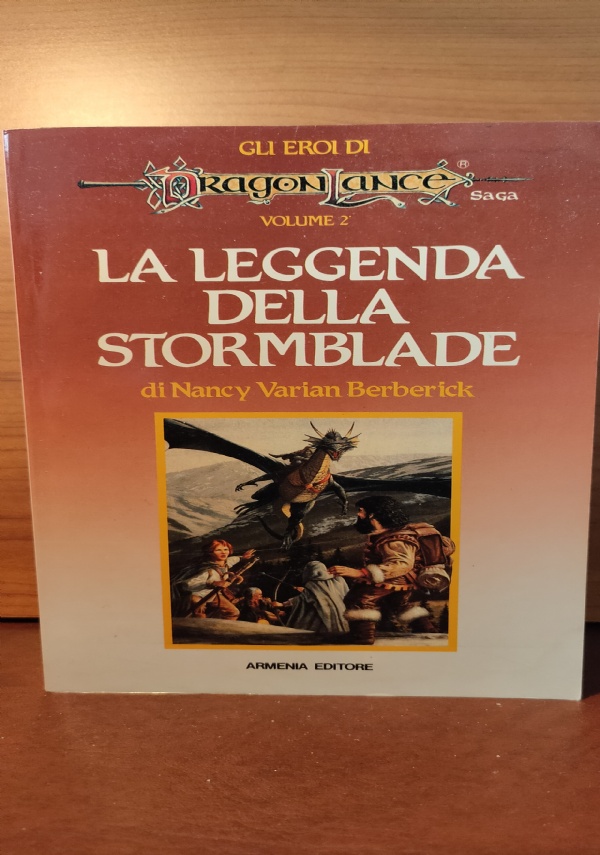 GLI EROI DI
DRAGONLANCE®
SAGA
VOLUME 2
LA LEGGENDA
DELLA
STORMBLADE
di Nancy Varian Berberick
ARMENIA EDITORE